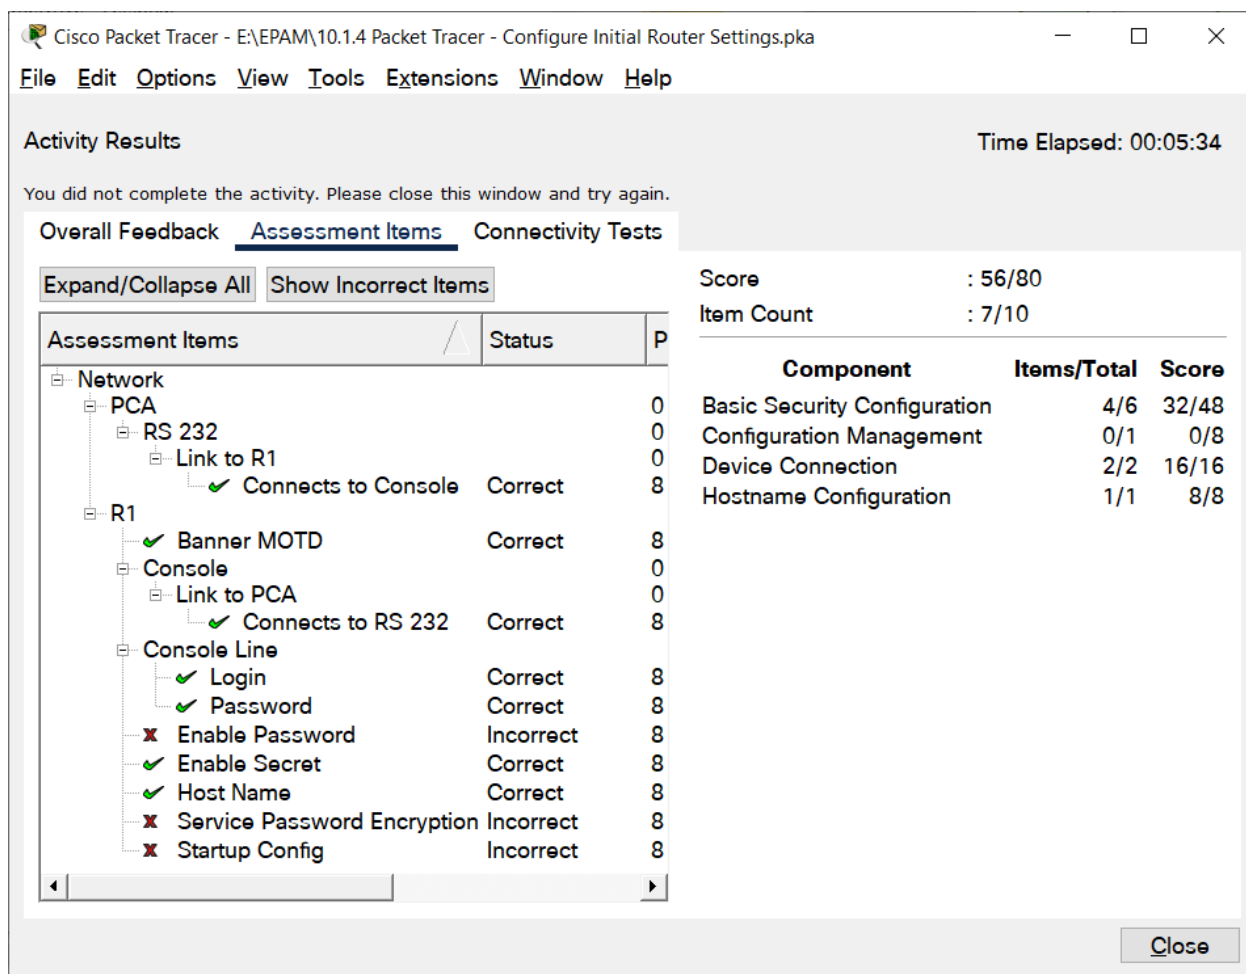 Cisco Packet Tracer - E:\EPAM\10.1.4 Packet Tracer - Configure Initial Router Settings.pka
File Edit Options View Tools Extensions Window Help
Activity Results
Time Elapsed: 00:05:34
You did not complete the activity. Please close this window and try again.
Overall Feedback Assessment Items Connectivity Tests
Expand/Collapse All Show Incorrect Items
Assessment Items Status P
Network
PCA 0
RS 232 0
Link to R1 0
Connects to Console Correct 8
R1
Banner MOTD Correct 8
Console 0
Link to PCA 0
Connects to RS 232 Correct 8
Console Line
Login Correct 8
Password Correct 8
Enable Password Incorrect 8
Enable Secret Correct 8
Host Name Correct 8
Service Password Encryption Incorrect 8
Startup Config Incorrect 8
Score : 56/80
Item Count : 7/10
Component Items/Total Score
Basic Security Configuration 4/6 32/48
Configuration Management 0/1 0/8
Device Connection 2/2 16/16
Hostname Configuration 1/1 8/8
Close